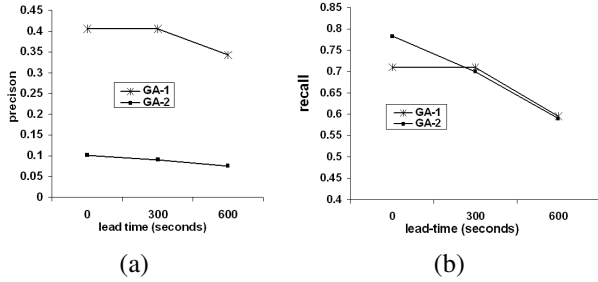 0.45
0.4
0.35
0.3
0.25
0.2
0.15
0.1
0.05
0
precison
GA-1
GA-2
0 300 600
lead time (seconds)
(a)
0.85
0.8
0.75
0.7
0.65
0.6
0.55
0.5
0.45
0.4
recall
GA-1
GA-2
0 300 600
lead-time (seconds)
(b)